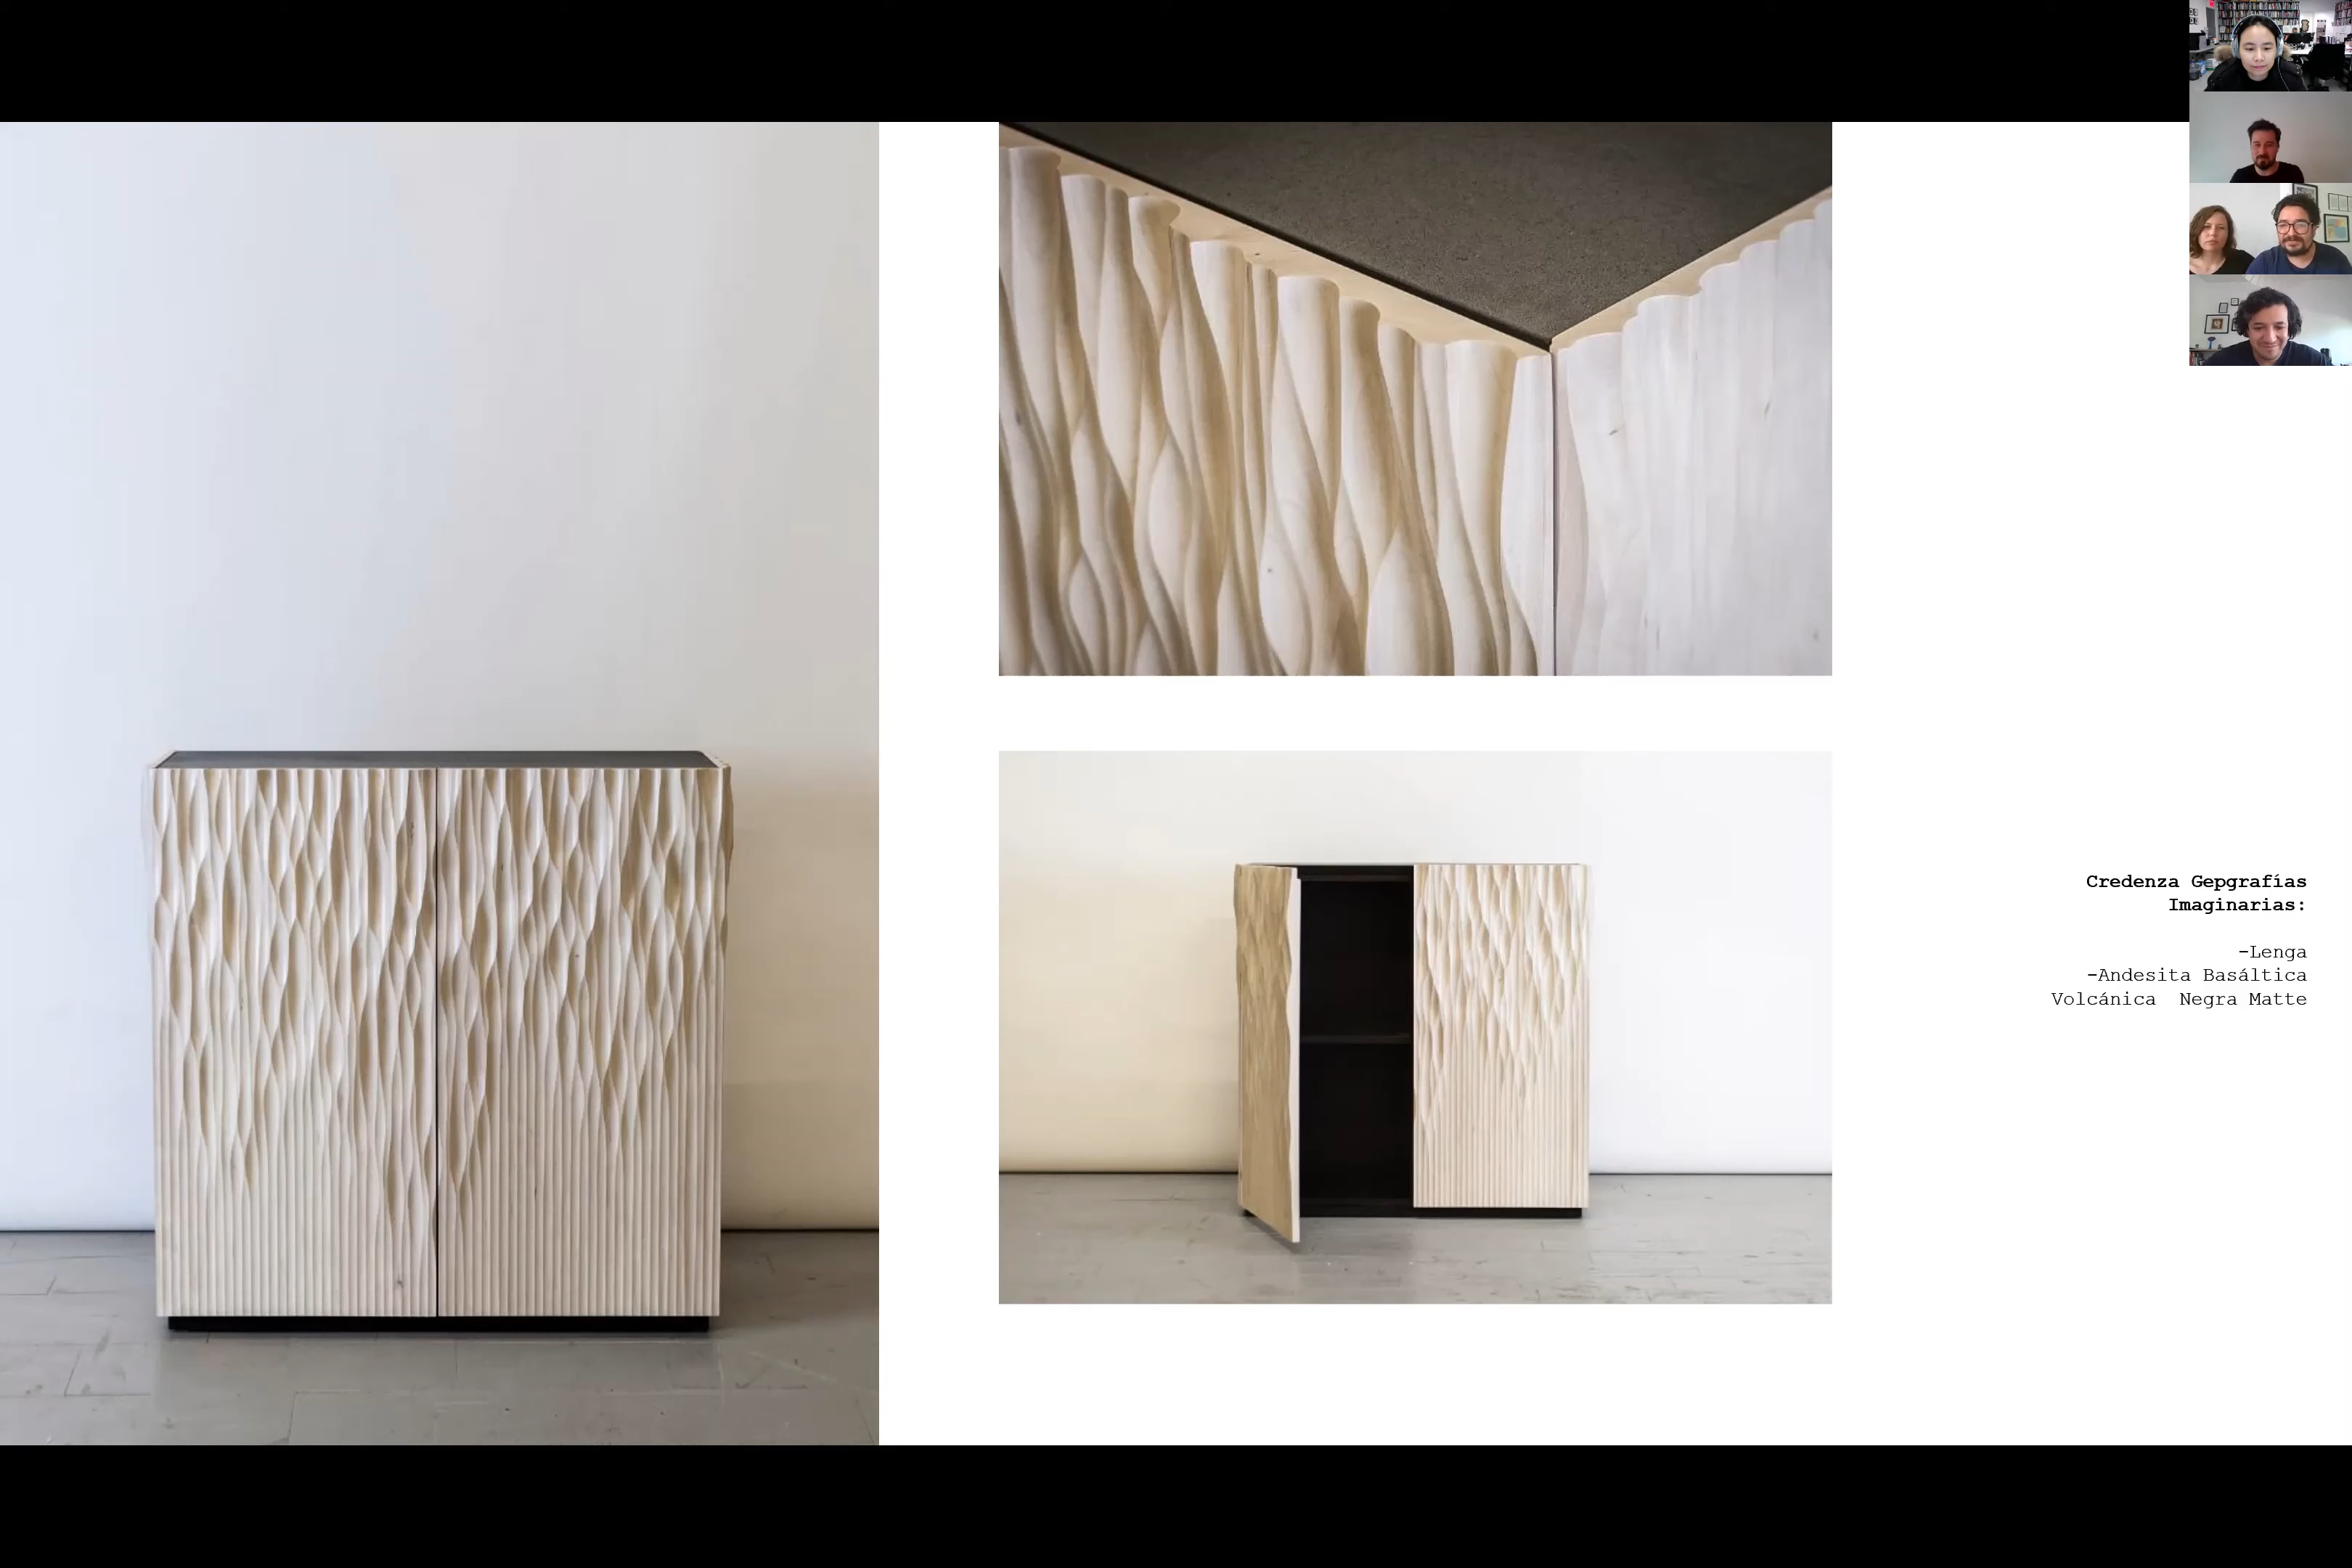 Credenza Gepgrafías
Imaginarias:
-Lenga
-Andesita Basáltica
Volcánica  Negra Matte